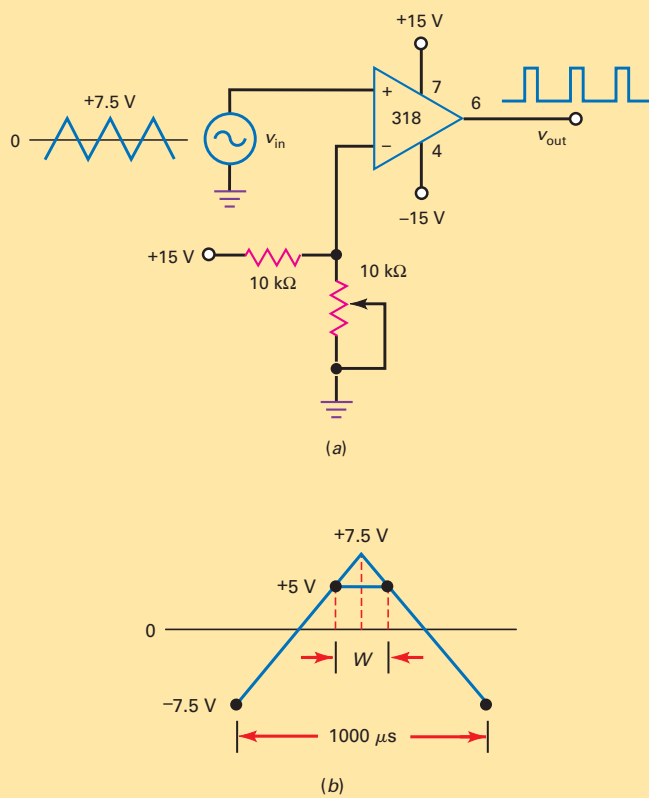 +15 V
+7.5 V
0
v_in
+
−
318
7
6
4
v_out
−15 V
+15 V
10 kΩ
10 kΩ
(a)
+7.5 V
+5 V
0
W
−7.5 V
1000 μs
(b)